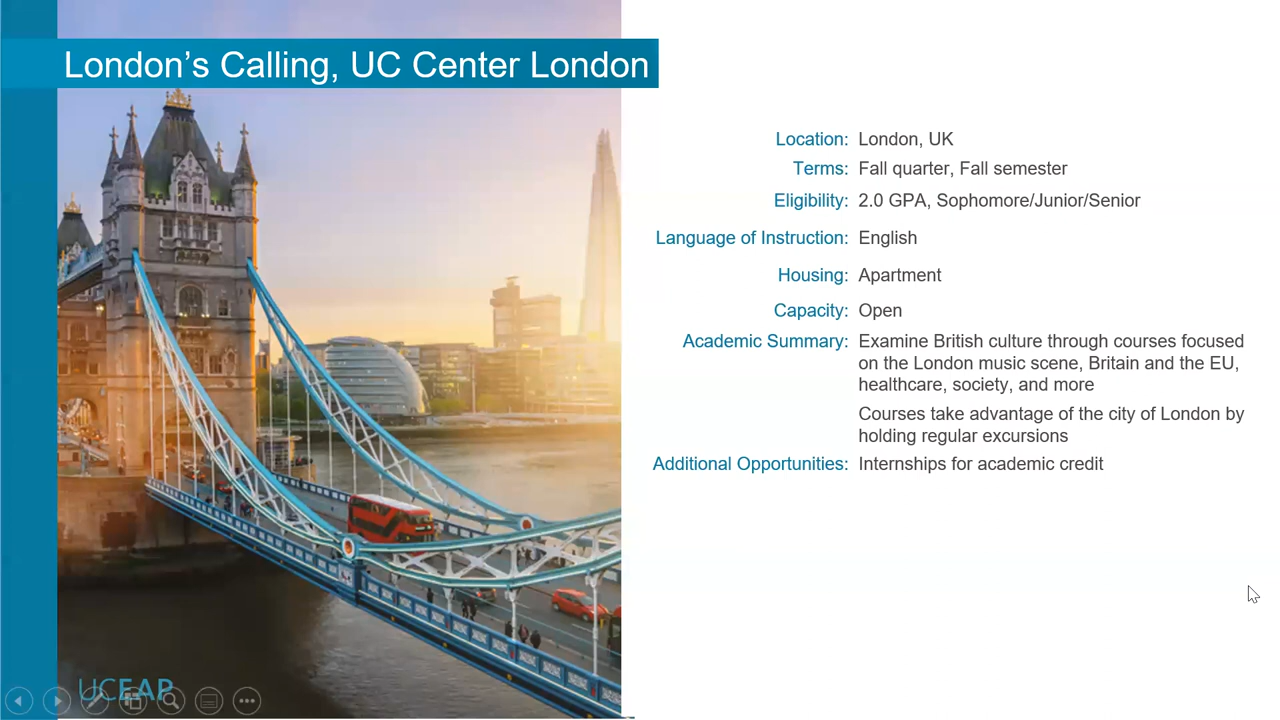 London's Calling, UC Center London
Location: London, UK
Terms: Fall quarter, Fall semester
Eligibility: 2.0 GPA, Sophomore/Junior/Senior
Language of Instruction: English
Housing: Apartment
Capacity: Open
Academic Summary: Examine British culture through courses focused
on the London music scene, Britain and the EU,
healthcare, society, and more
Courses take advantage of the city of London by
holding regular excursions
Additional Opportunities: Internships for academic credit
UCEAP